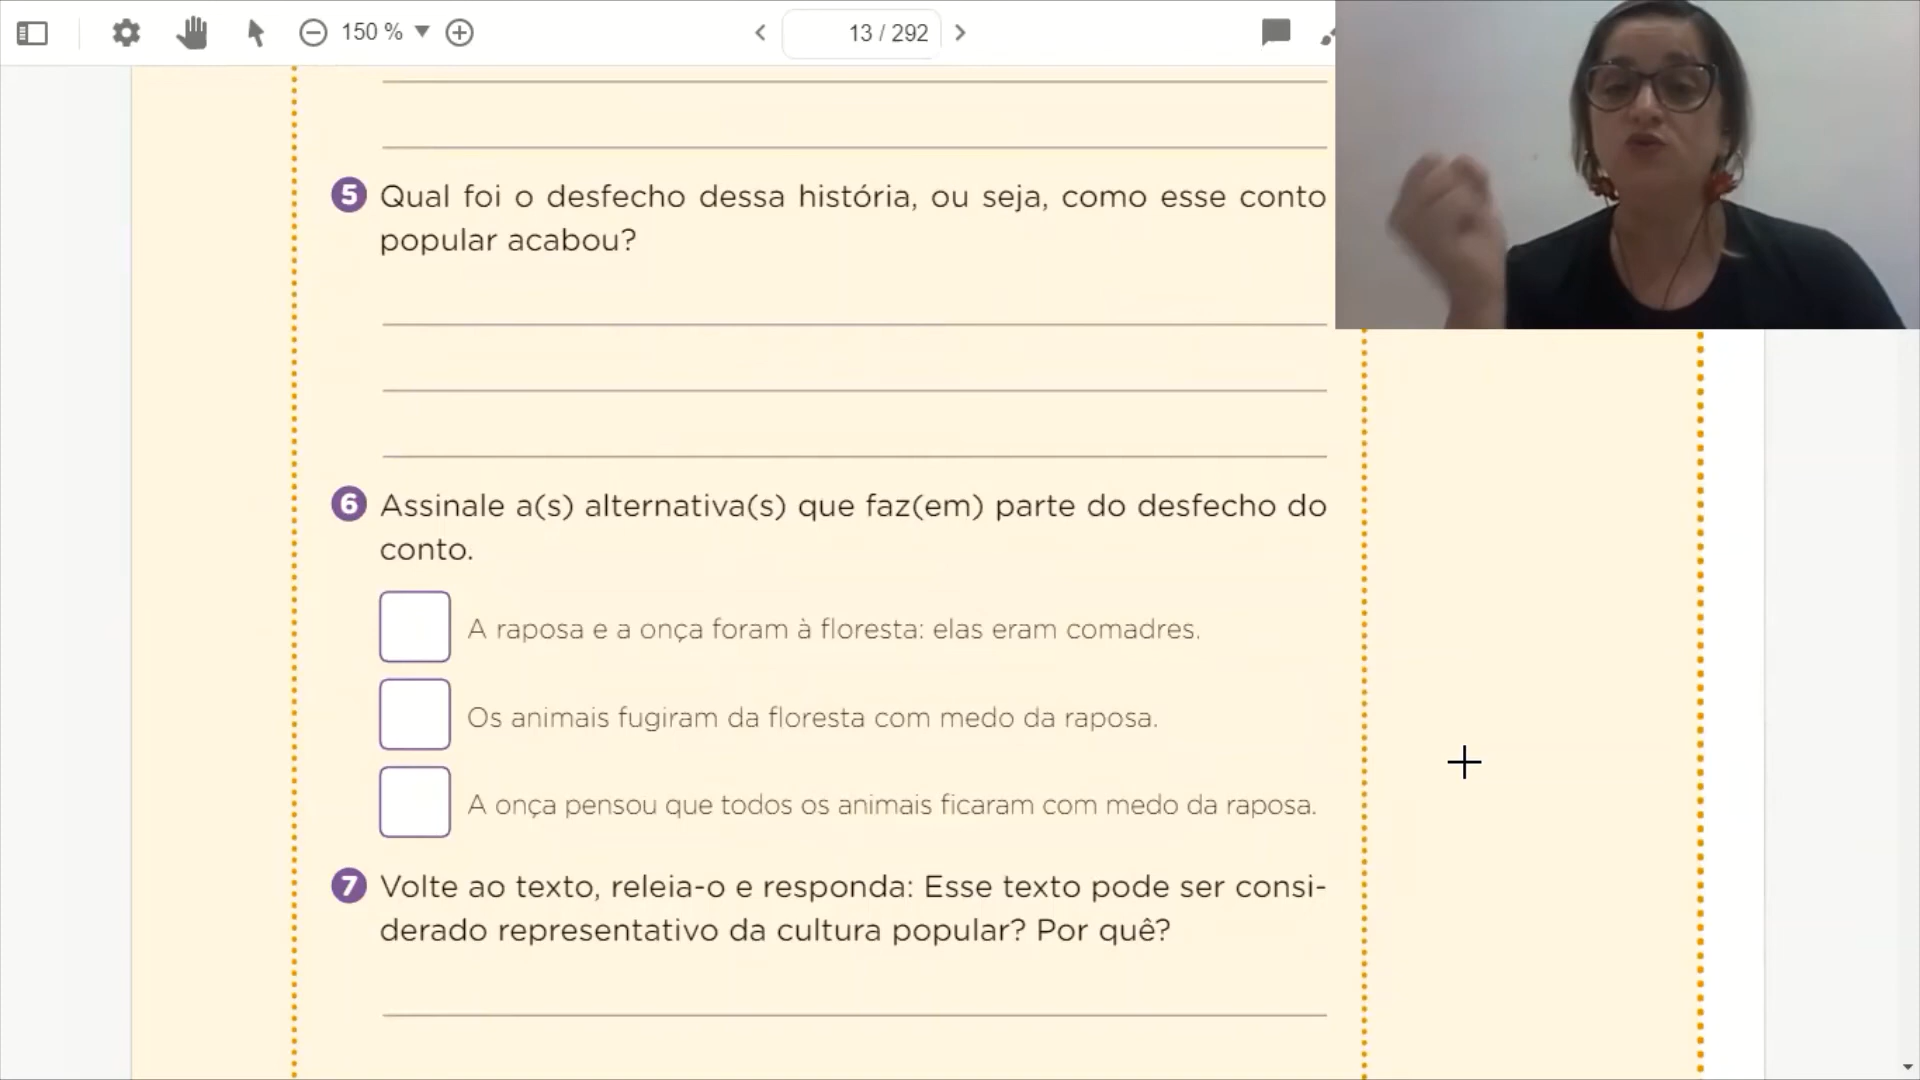 150 %
13 / 292
5 Qual foi o desfecho dessa história, ou seja, como esse conto
popular acabou?
6 Assinale a(s) alternativa(s) que faz(em) parte do desfecho do
conto.
A raposa e a onça foram à floresta: elas eram comadres.
Os animais fugiram da floresta com medo da raposa.
A onça pensou que todos os animais ficaram com medo da raposa.
7 Volte ao texto, releia-o e responda: Esse texto pode ser consi-
derado representativo da cultura popular? Por quê?